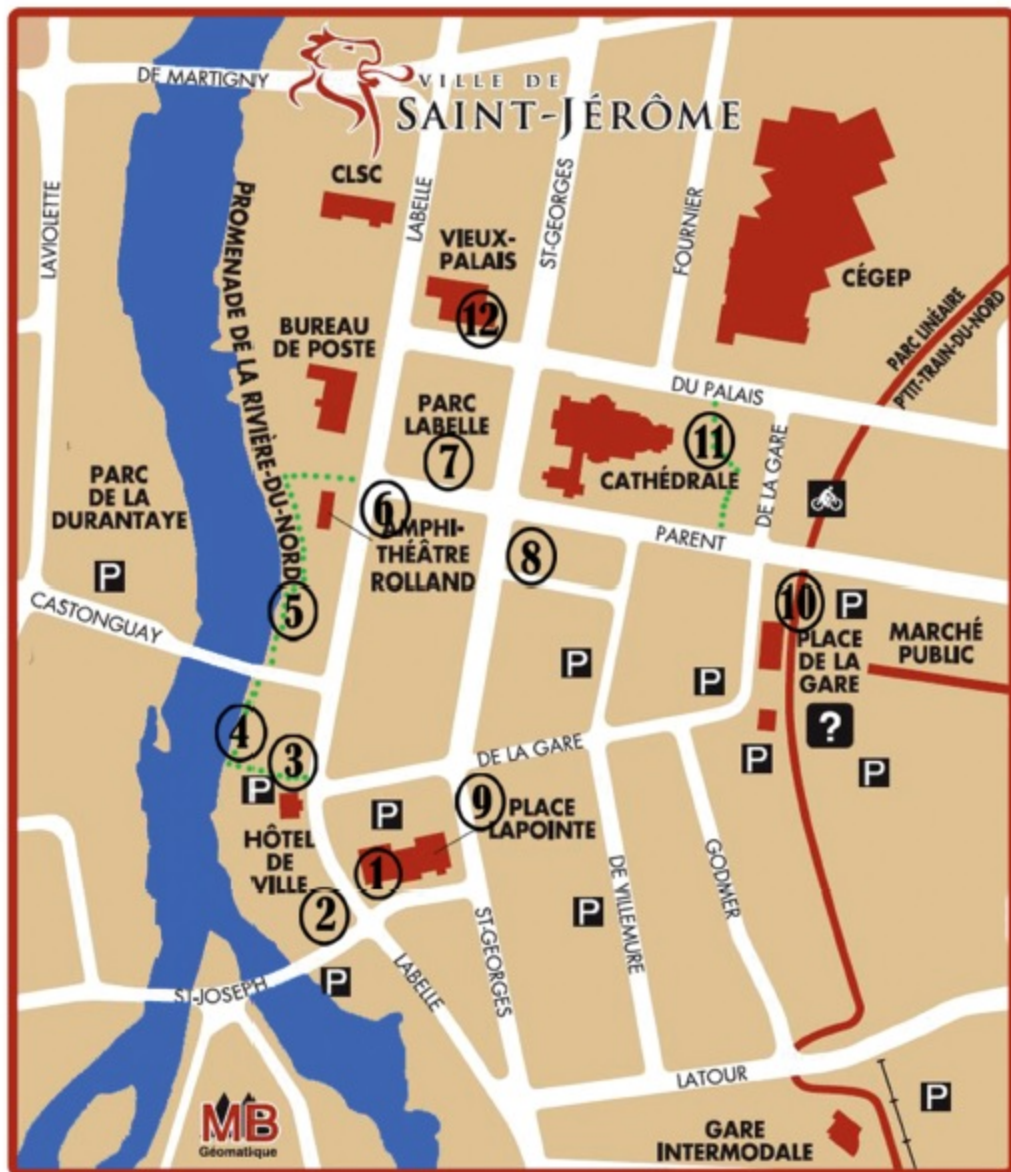 DE MARTIGNY
VILLE DE
SAINT-JÉRÔME
CLSC
LAVIOLETTE
PROMENADE DE LA RIVIÈRE-DU-NORD
LABELLE
VIEUX-
PALAIS
12
ST-GEORGES
FOURNIER
CÉGEP
PARC LINÉAIRE
P'TIT-TRAIN-DU-NORD
BUREAU
DE POSTE
DU PALAIS
PARC
LABELLE
7
11
CATHÉDRALE
DE LA GARE
PARC
DE LA
DURANTAYE
P
6
AMPHI-
THÉÂTRE
ROLLAND
8
PARENT
5
CASTONGUAY
10
P
PLACE
DE LA
GARE
MARCHÉ
PUBLIC
P
P
4
3
DE LA GARE
?
P
P
P
P
9
PLACE
LAPOINTE
HÔTEL
DE
VILLE
1
2
DE VILLEMURE
GODMER
P
ST-GEORGES
LABELLE
P
ST-JOSEPH
LATOUR
P
MB
Géomatique
GARE
INTERMODALE